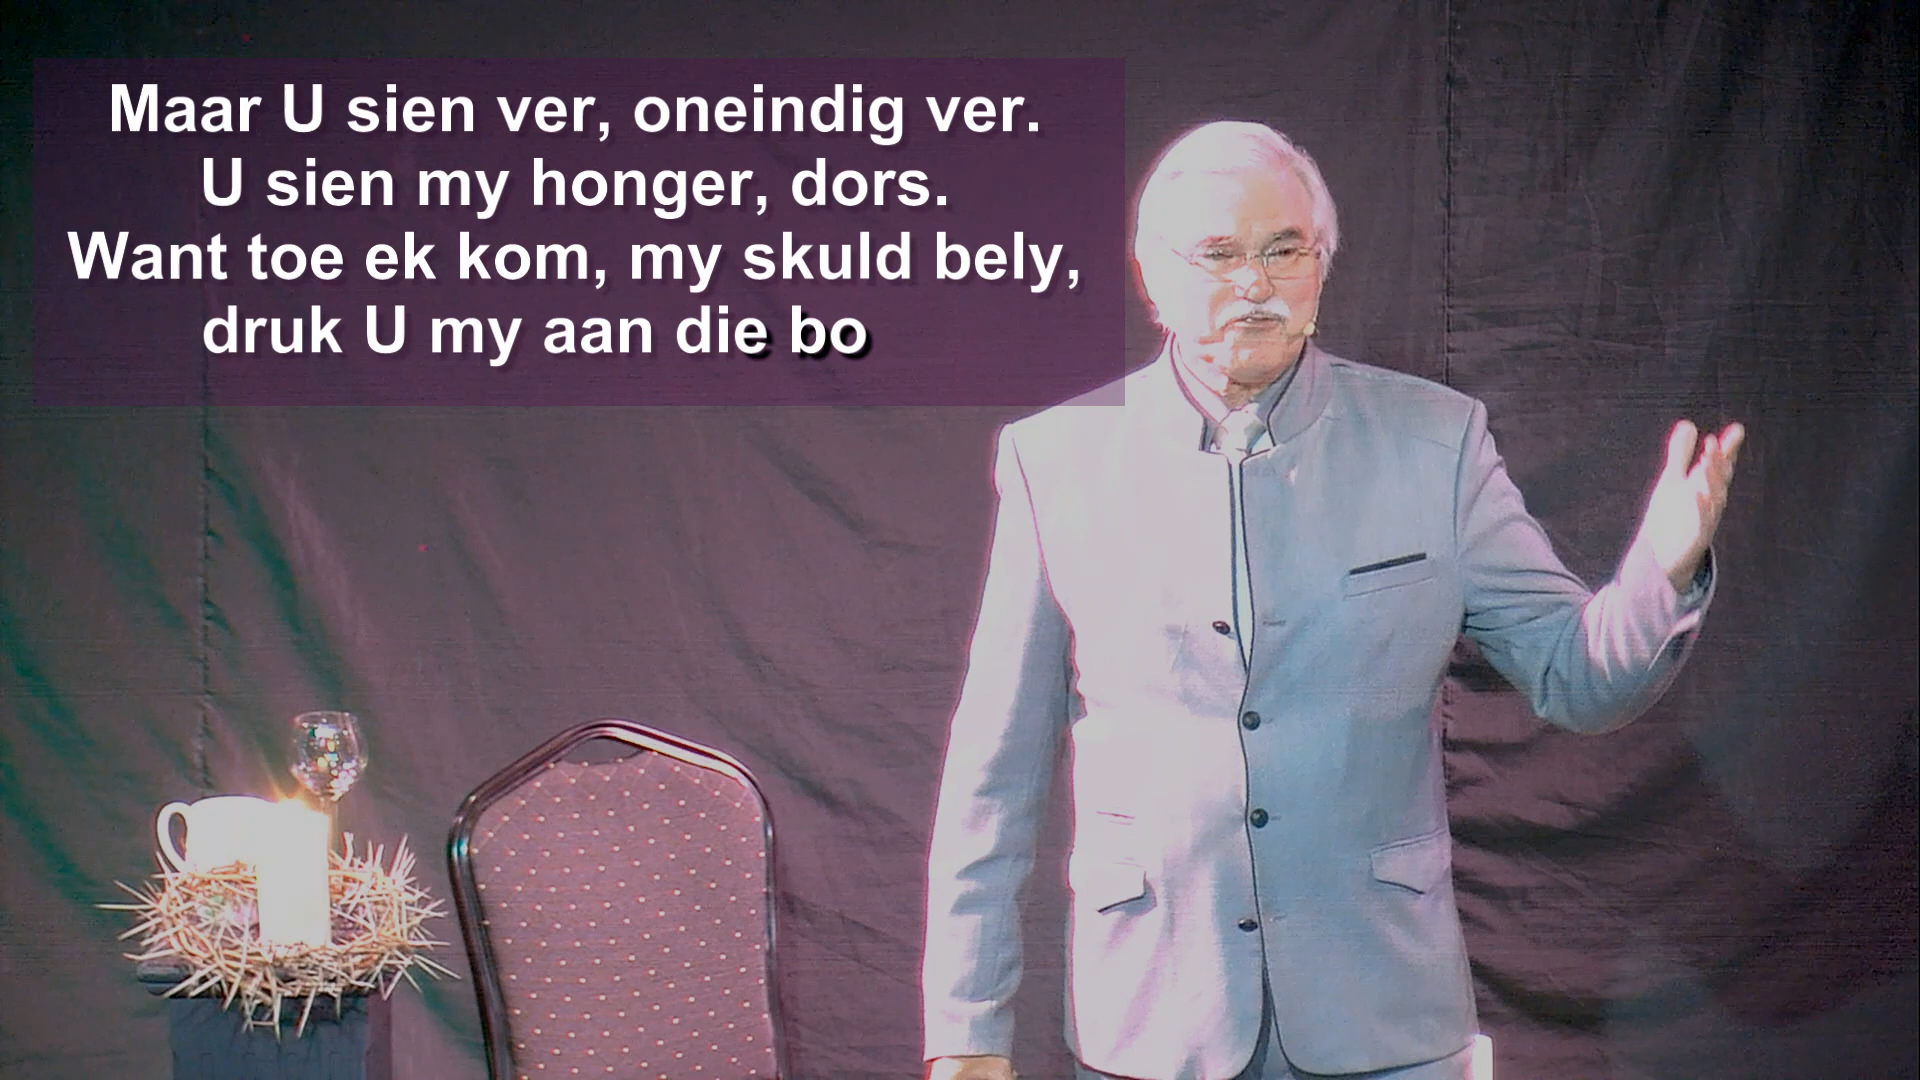 Maar U sien ver, oneindig ver.
U sien my honger, dors.
Want toe ek kom, my skuld bely,
druk U my aan die bo